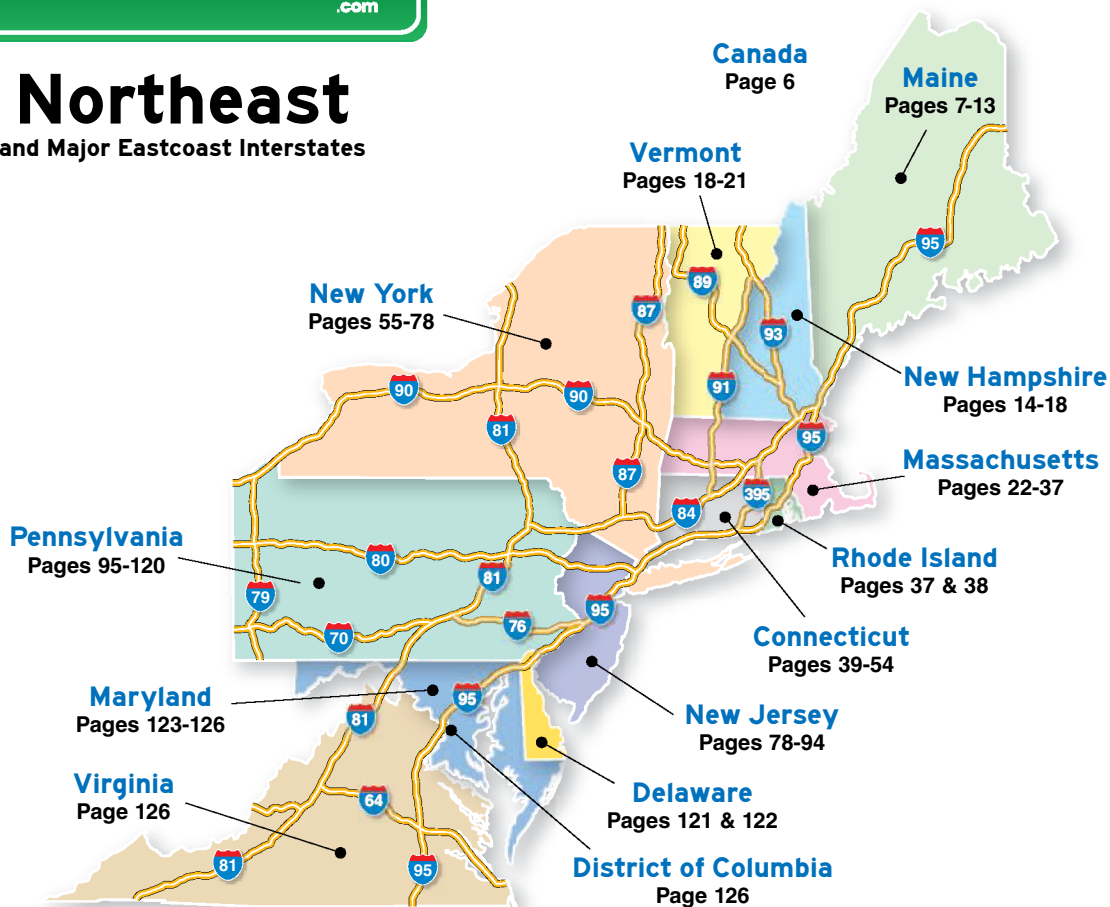 .com
Northeast
and Major Eastcoast Interstates
Canada
Page 6
Maine
Pages 7-13
Vermont
Pages 18-21
New York
Pages 55-78
New Hampshire
Pages 14-18
Massachusetts
Pages 22-37
Pennsylvania
Pages 95-120
Rhode Island
Pages 37 & 38
Connecticut
Pages 39-54
Maryland
Pages 123-126
New Jersey
Pages 78-94
Virginia
Page 126
Delaware
Pages 121 & 122
District of Columbia
Page 126
95
89
87
93
90
91
90
81
95
87
395
84
80
81
79
95
76
70
95
81
64
81
95